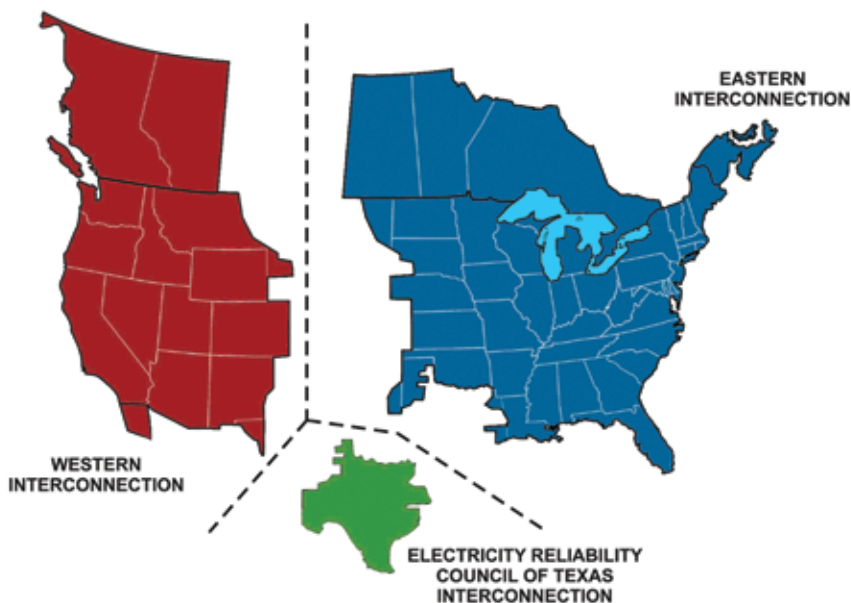 EASTERN
INTERCONNECTION
WESTERN
INTERCONNECTION
ELECTRICITY RELIABILITY
COUNCIL OF TEXAS
INTERCONNECTION